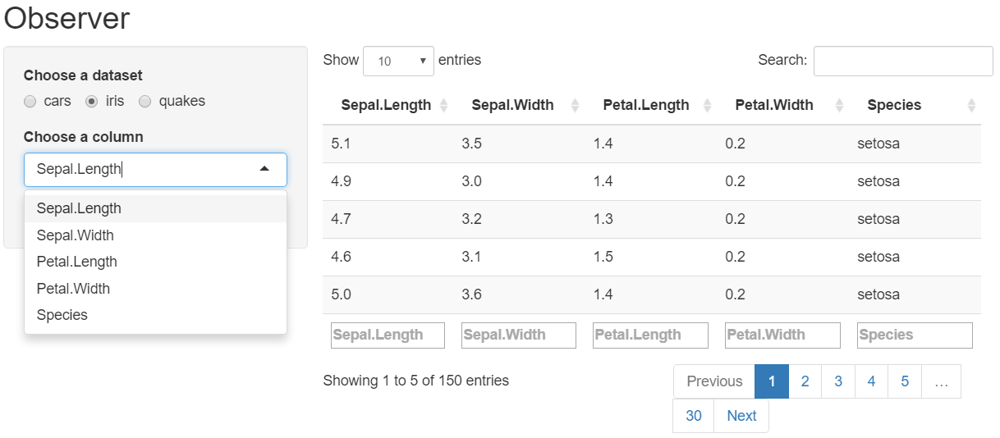 Observer
Choose a dataset
cars iris quakes
Choose a column
Sepal.Length
Sepal.Length
Sepal.Width
Petal.Length
Petal.Width
Species
Show 10 entries
Search:
Sepal.Length Sepal.Width Petal.Length Petal.Width Species
5.1 3.5 1.4 0.2 setosa
4.9 3.0 1.4 0.2 setosa
4.7 3.2 1.3 0.2 setosa
4.6 3.1 1.5 0.2 setosa
5.0 3.6 1.4 0.2 setosa
Sepal.Length Sepal.Width Petal.Length Petal.Width Species
Showing 1 to 5 of 150 entries
Previous 1 2 3 4 5 …
30 Next